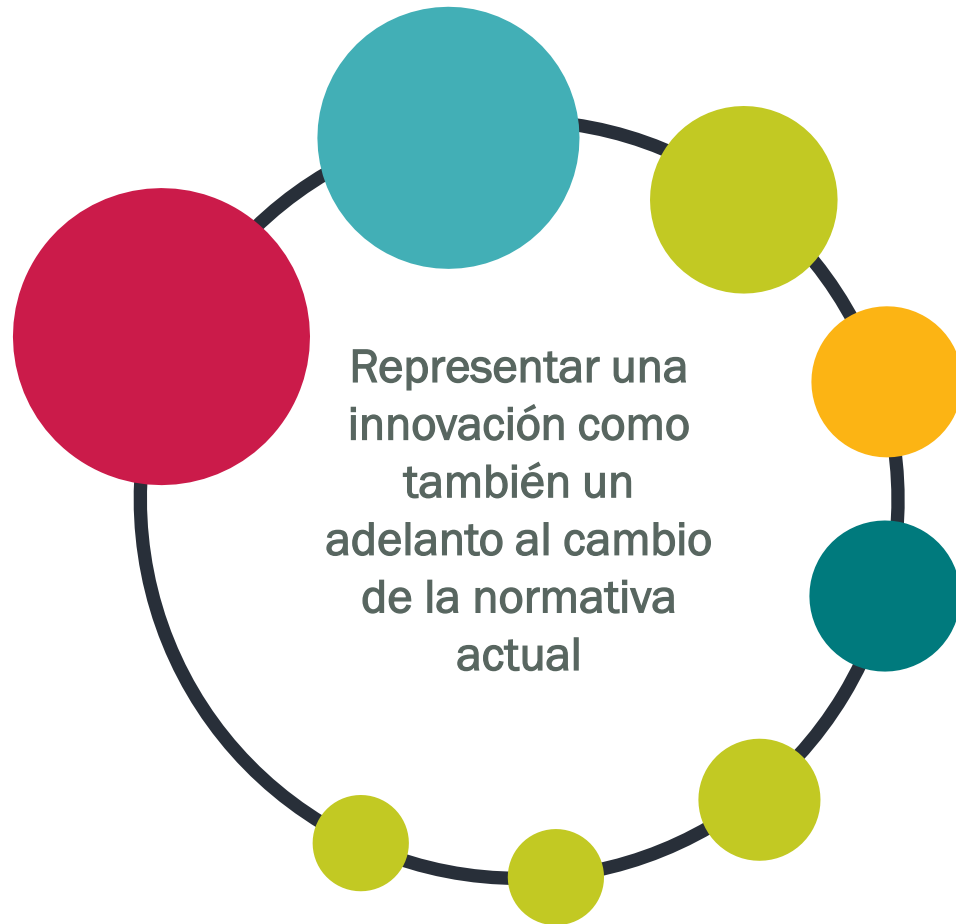 Representar una
innovación como
también un
adelanto al cambio
de la normativa
actual